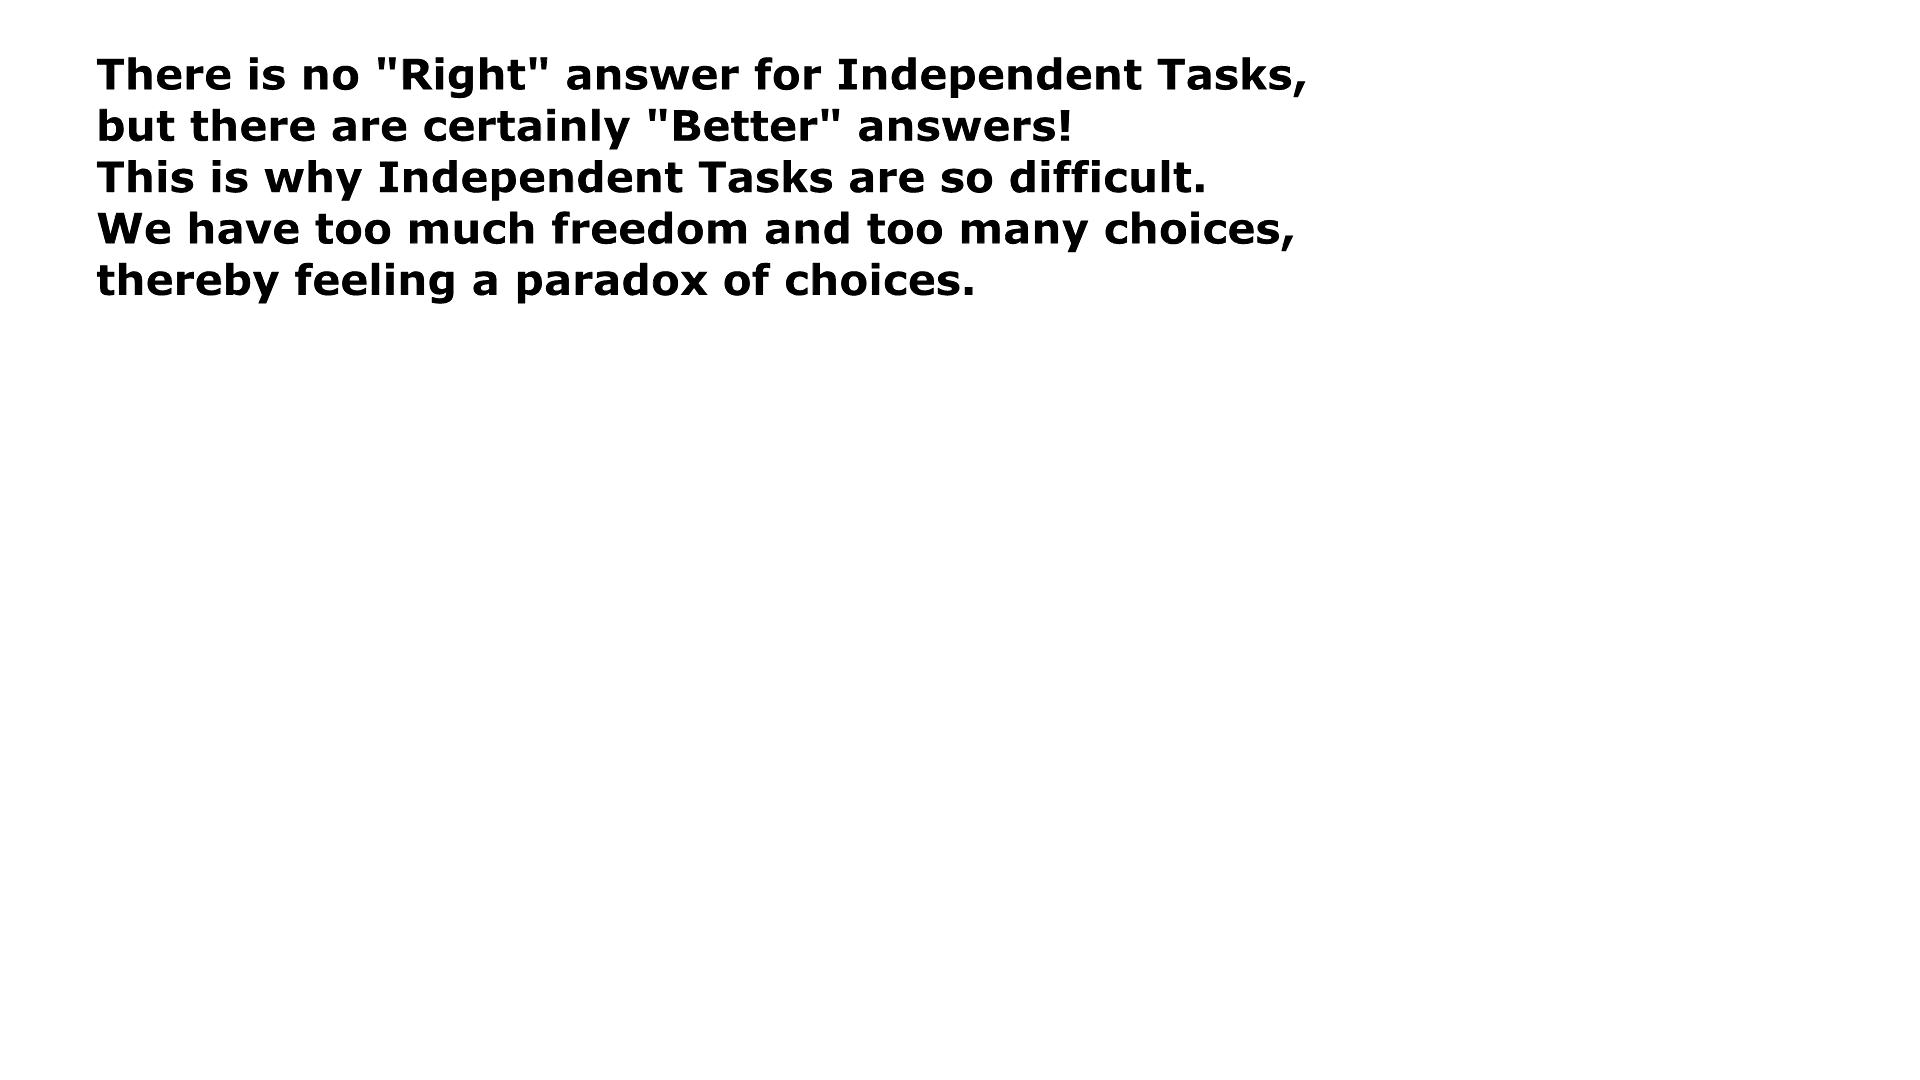 There is no "Right" answer for Independent Tasks,
but there are certainly "Better" answers!
This is why Independent Tasks are so difficult.
We have too much freedom and too many choices,
thereby feeling a paradox of choices.